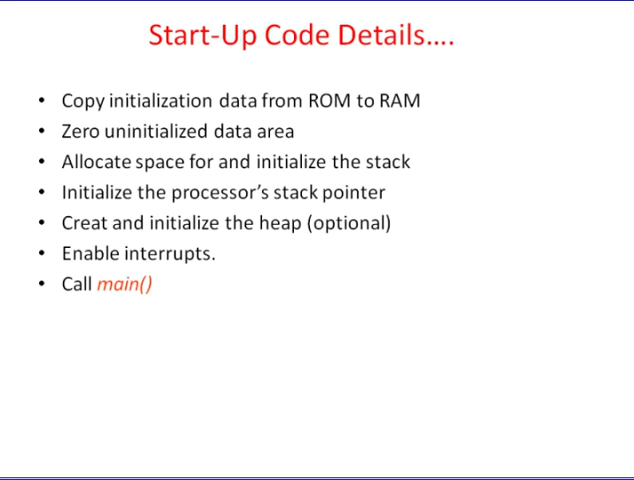 Start-Up Code Details....
• Copy initialization data from ROM to RAM
• Zero uninitialized data area
• Allocate space for and initialize the stack
• Initialize the processor’s stack pointer
• Creat and initialize the heap (optional)
• Enable interrupts.
• Call main()